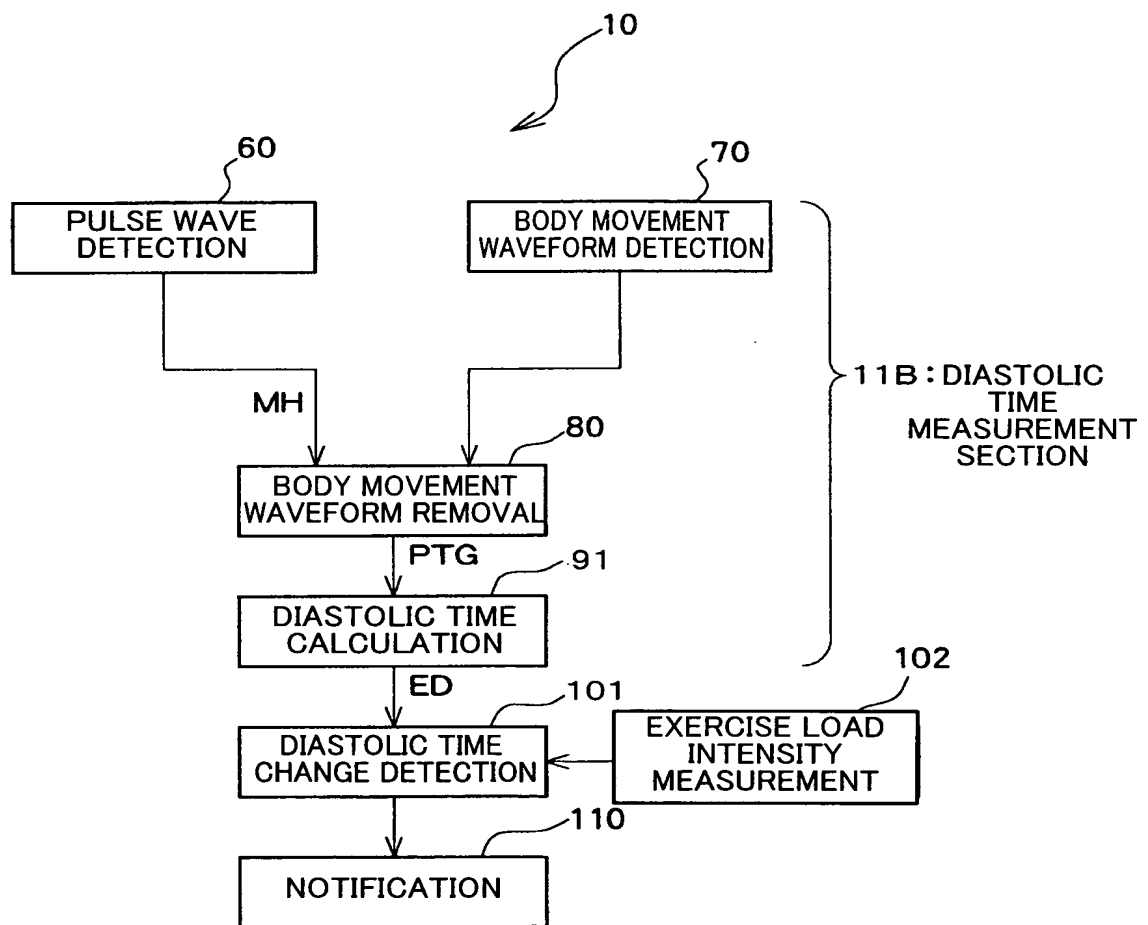 10
60
70
PULSE WAVE
DETECTION
BODY MOVEMENT
WAVEFORM DETECTION
11B:DIASTOLIC
TIME
MEASUREMENT
SECTION
MH
80
BODY MOVEMENT
WAVEFORM REMOVAL
PTG
91
DIASTOLIC TIME
CALCULATION
ED
101
102
DIASTOLIC TIME
CHANGE DETECTION
EXERCISE LOAD
INTENSITY
MEASUREMENT
110
NOTIFICATION